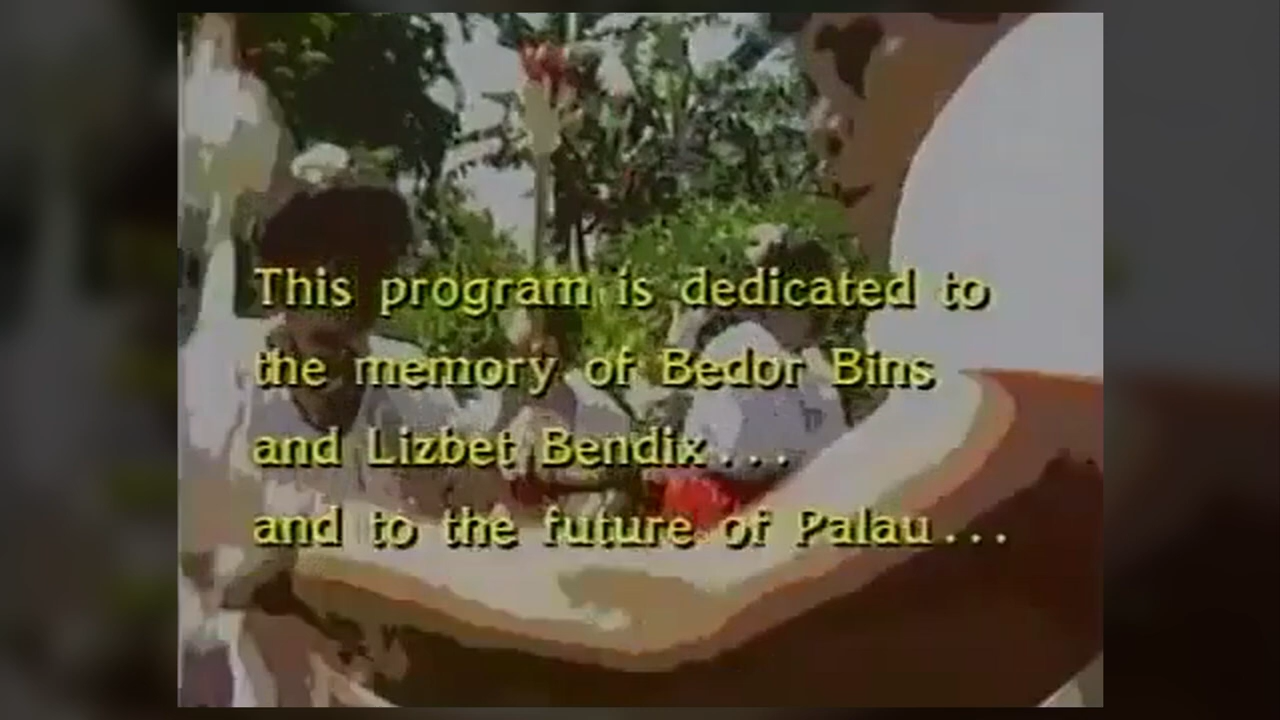 This program is dedicated to
the memory of Bedor Bins
and Lizbet Bendix...
and to the future of Palau...